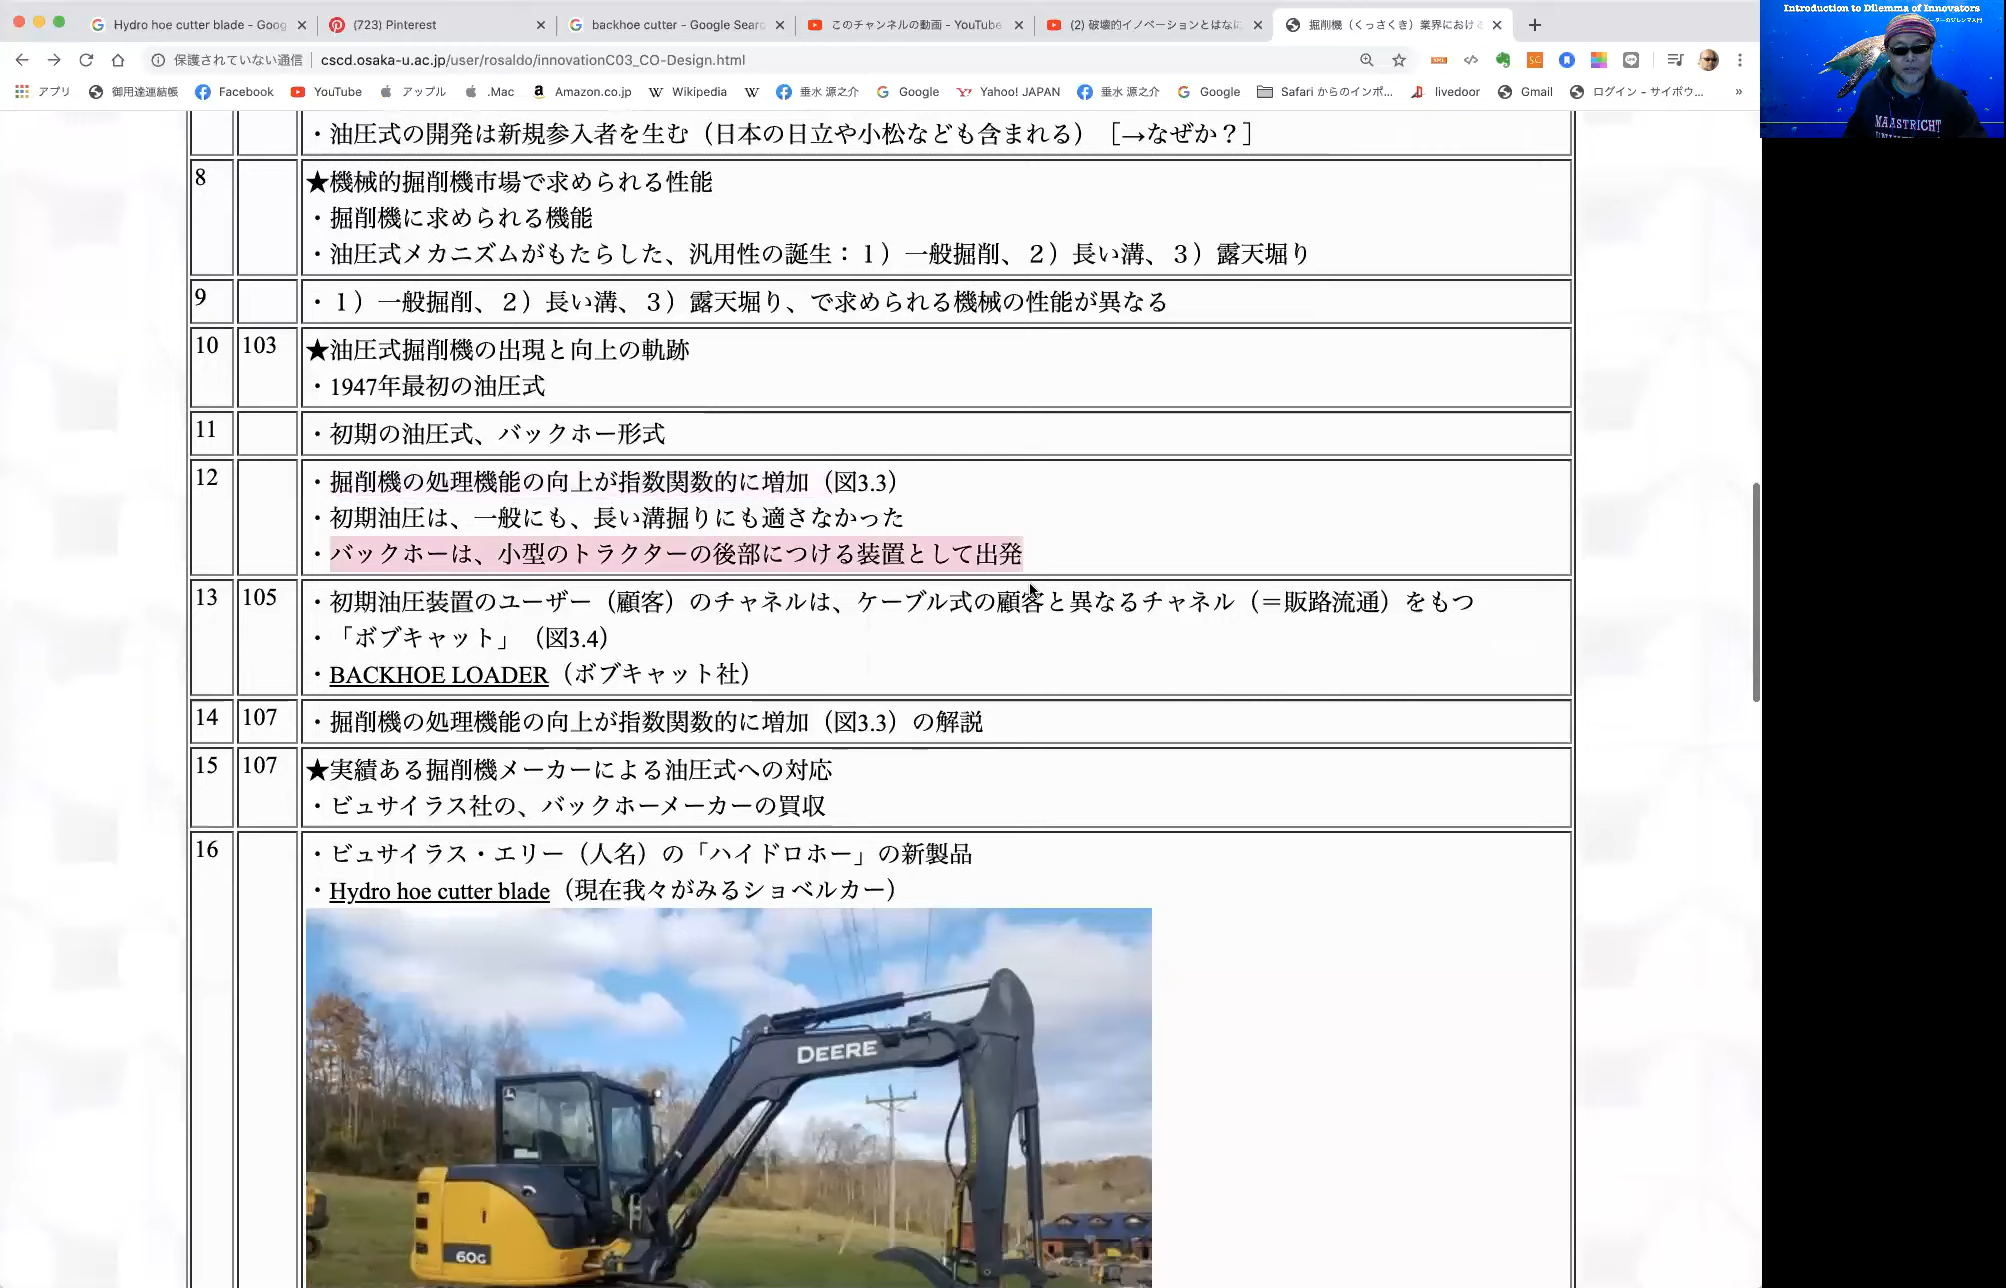 Hydro hoe cutter blade - Goog
(723) Pinterest
backhoe cutter - Google Searc
このチャンネルの動画 - YouTube
(2) 破壊的イノベーションとはなに
掘削機（くっさくき）業界におけ
保護されていない通信
cscd.osaka-u.ac.jp/user/rosaldo/innovationC03_CO-Design.html
アプリ
御用達連結帳
Facebook
YouTube
アップル
.Mac
Amazon.co.jp
Wikipedia
垂水 源之介
Google
Yahoo! JAPAN
垂水 源之介
Google
Safari からのインポ...
livedoor
Gmail
ログイン - サイボウ...
»
Introduction to Dilemma of Innovators
MAASTRICHT
・油圧式の開発は新規参入者を生む（日本の日立や小松なども含まれる）［→なぜか？］
8
★機械的掘削機市場で求められる性能
・掘削機に求められる機能
・油圧式メカニズムがもたらした、汎用性の誕生：１）一般掘削、２）長い溝、３）露天堀り
9
・１）一般掘削、２）長い溝、３）露天堀り、で求められる機械の性能が異なる
10 103
★油圧式掘削機の出現と向上の軌跡
・1947年最初の油圧式
11
・初期の油圧式、バックホー形式
12
・掘削機の処理機能の向上が指数関数的に増加（図3.3）
・初期油圧は、一般にも、長い溝掘りにも適さなかった
・バックホーは、小型のトラクターの後部につける装置として出発
13 105
・初期油圧装置のユーザー（顧客）のチャネルは、ケーブル式の顧客と異なるチャネル（＝販路流通）をもつ
・「ボブキャット」（図3.4）
・BACKHOE LOADER（ボブキャット社）
14 107
・掘削機の処理機能の向上が指数関数的に増加（図3.3）の解説
15 107
★実績ある掘削機メーカーによる油圧式への対応
・ビュサイラス社の、バックホーメーカーの買収
16
・ビュサイラス・エリー（人名）の「ハイドロホー」の新製品
・Hydro hoe cutter blade（現在我々がみるショベルカー）
DEERE
60G